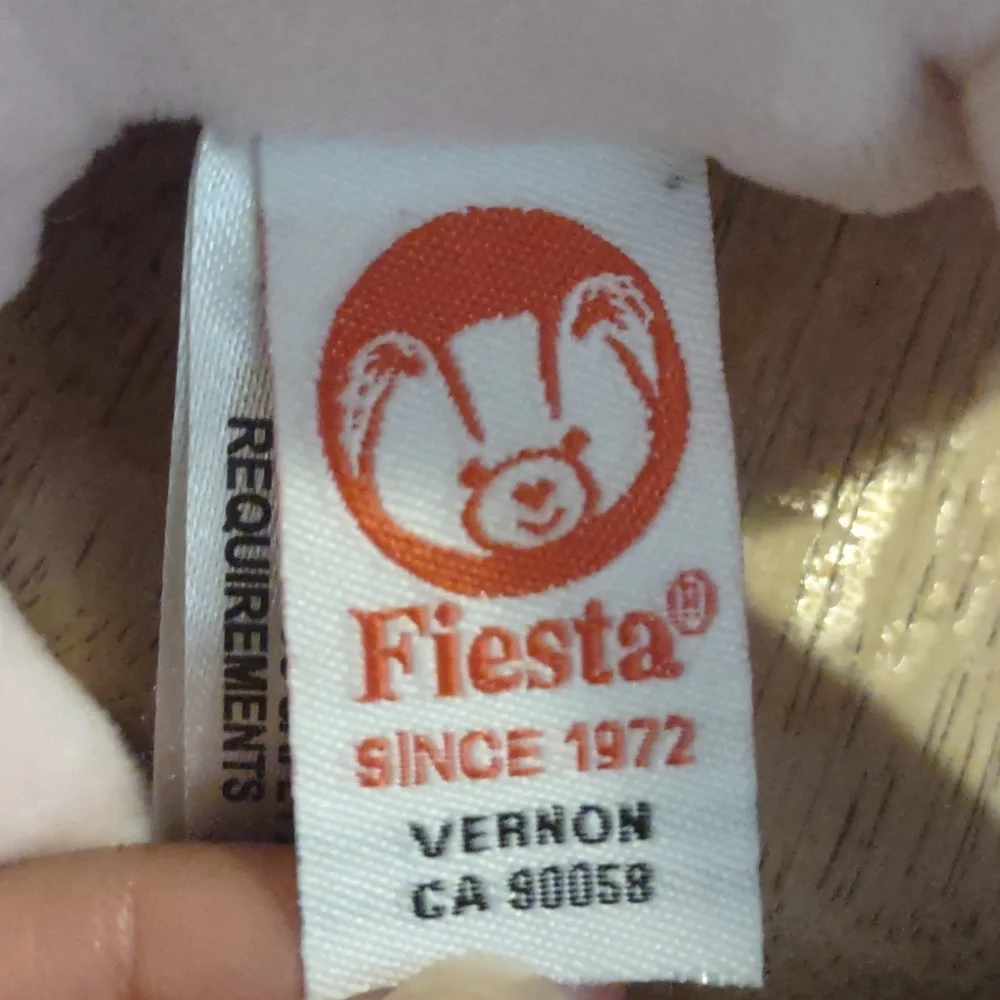 Fiesta®
SINCE 1972
VERNON
CA 90058
REQUIREMENTS